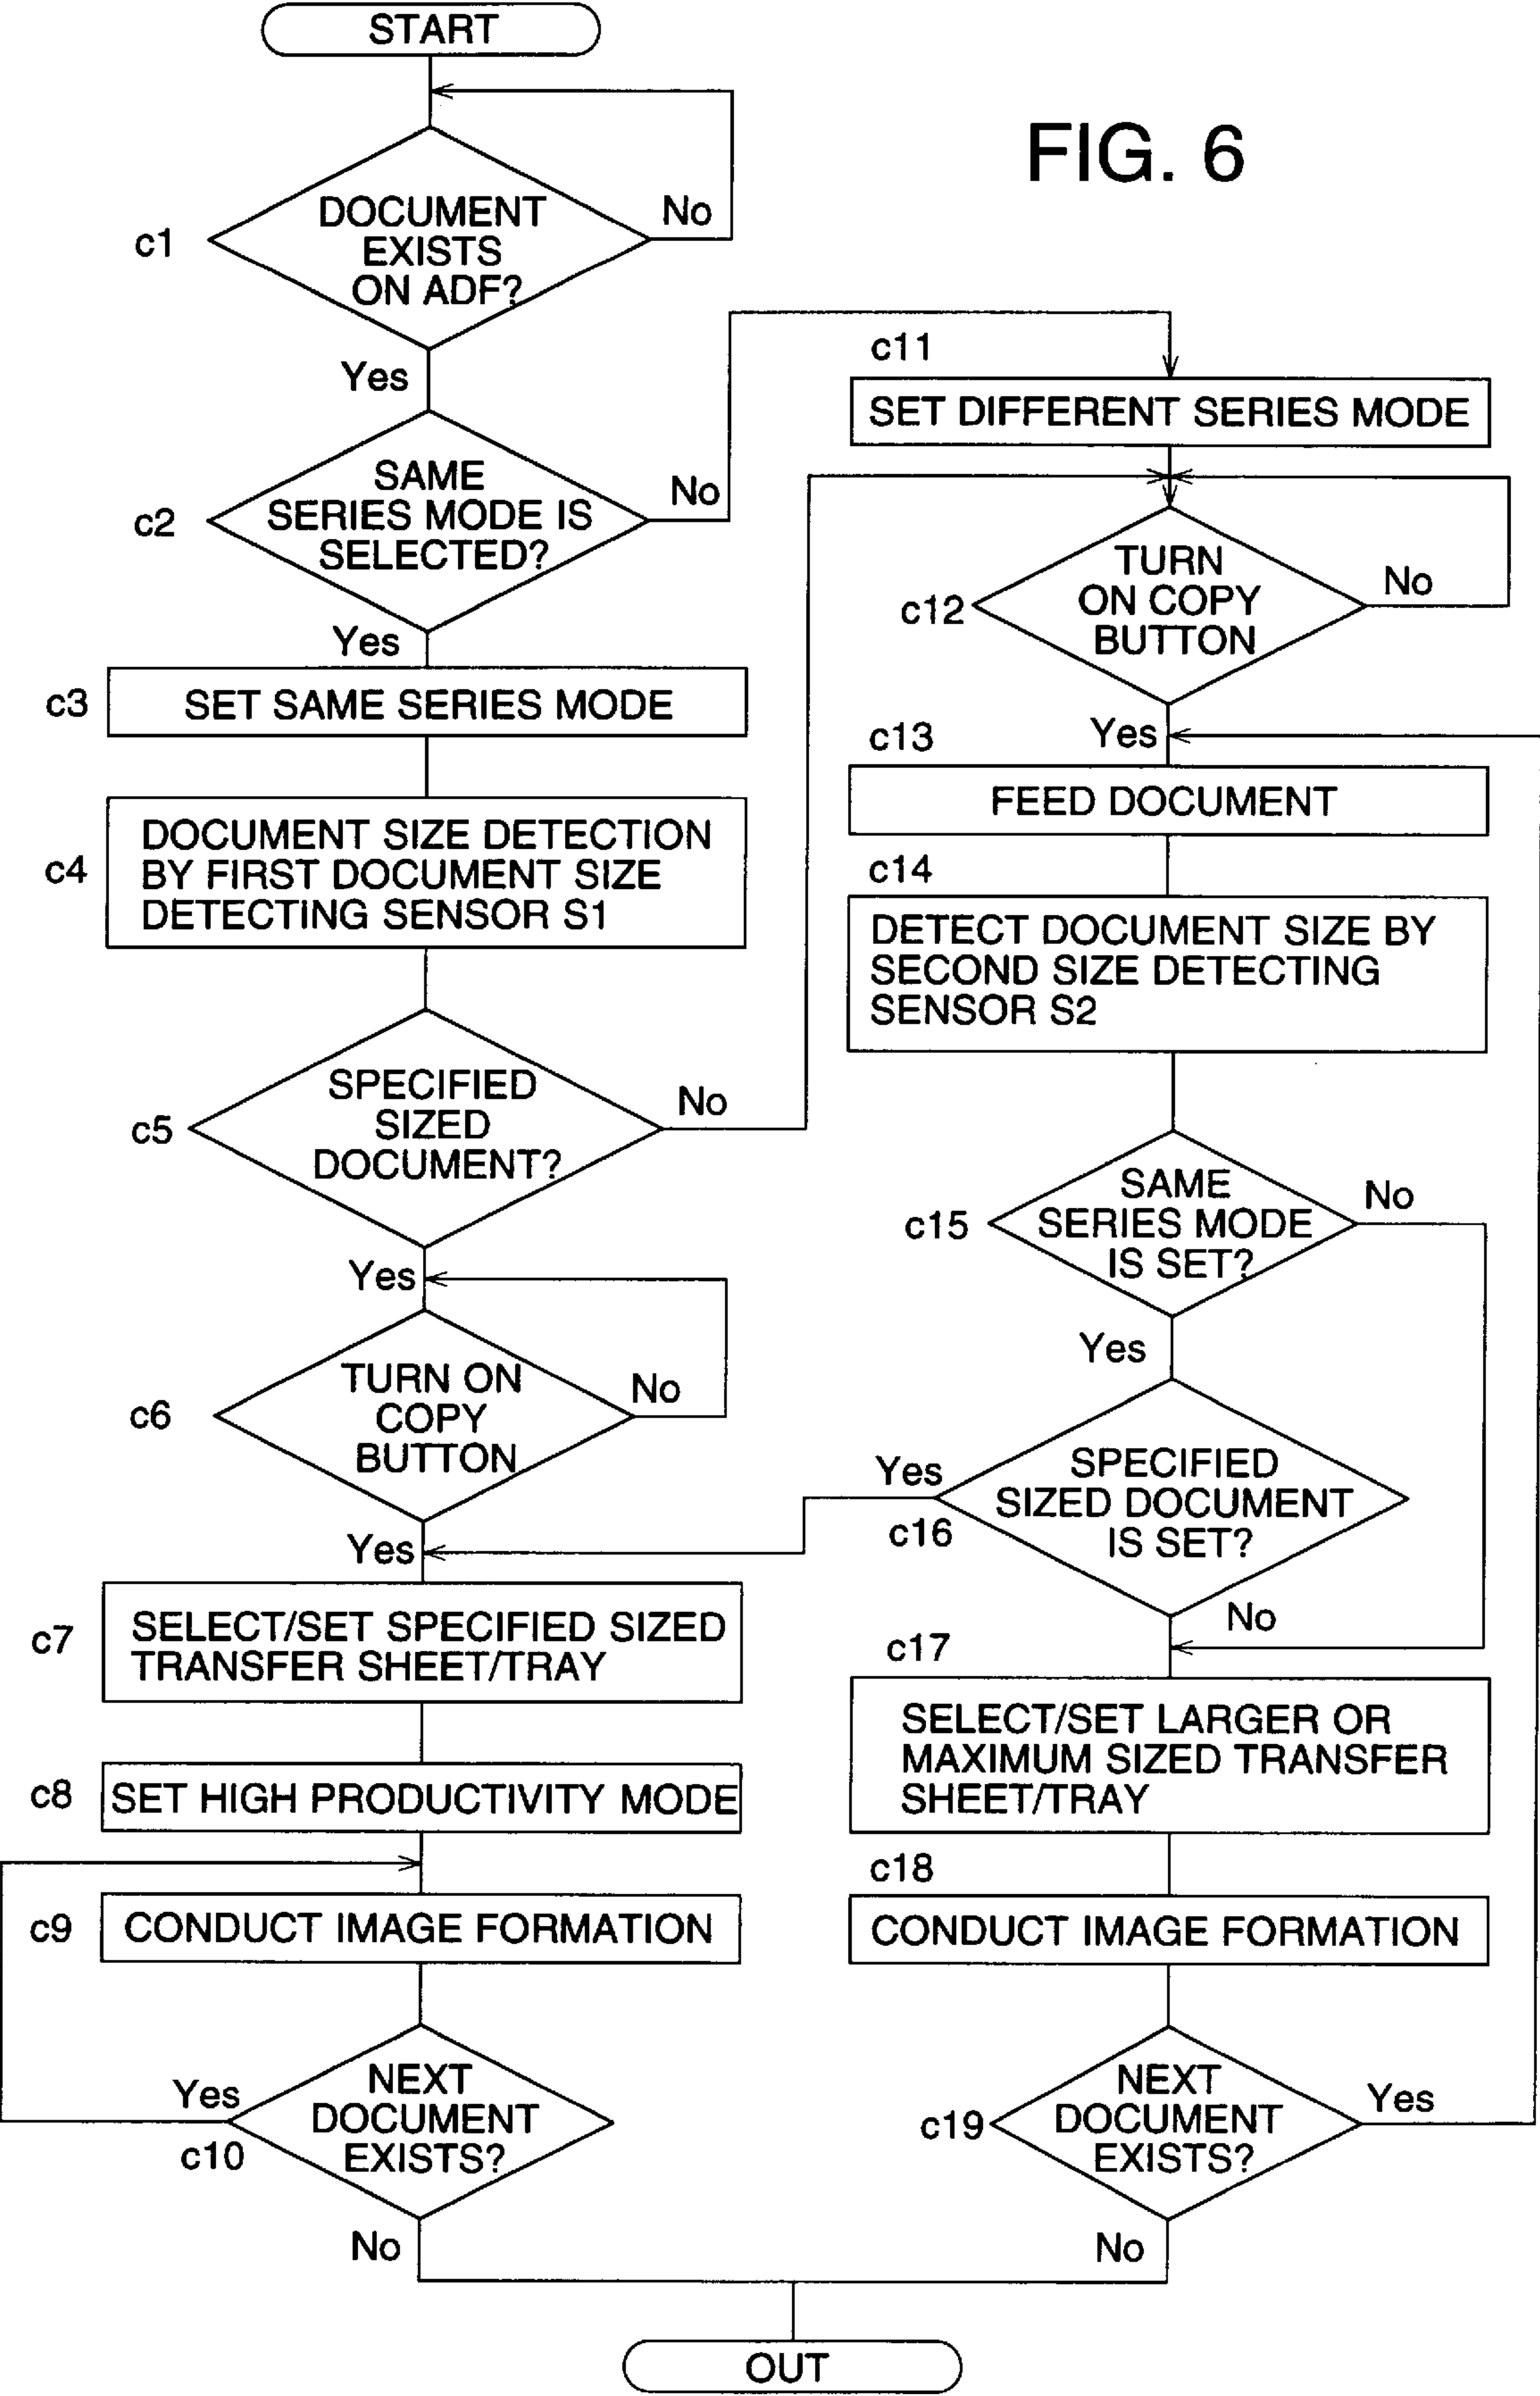 START
FIG. 6
c1
DOCUMENT
EXISTS
ON ADF?
No
Yes
c2
SAME
SERIES MODE IS
SELECTED?
No
Yes
c3
SET SAME SERIES MODE
c4
DOCUMENT SIZE DETECTION
BY FIRST DOCUMENT SIZE
DETECTING SENSOR S1
c5
SPECIFIED
SIZED
DOCUMENT?
No
Yes
c6
TURN ON
COPY
BUTTON
No
Yes
c7
SELECT/SET SPECIFIED SIZED
TRANSFER SHEET/TRAY
c8
SET HIGH PRODUCTIVITY MODE
c9
CONDUCT IMAGE FORMATION
Yes
c10
NEXT
DOCUMENT
EXISTS?
No
c11
SET DIFFERENT SERIES MODE
c12
TURN
ON COPY
BUTTON
No
Yes
c13
FEED DOCUMENT
c14
DETECT DOCUMENT SIZE BY
SECOND SIZE DETECTING
SENSOR S2
c15
SAME
SERIES MODE
IS SET?
No
Yes
Yes
c16
SPECIFIED
SIZED DOCUMENT
IS SET?
No
c17
SELECT/SET LARGER OR
MAXIMUM SIZED TRANSFER
SHEET/TRAY
c18
CONDUCT IMAGE FORMATION
c19
NEXT
DOCUMENT
EXISTS?
Yes
No
OUT